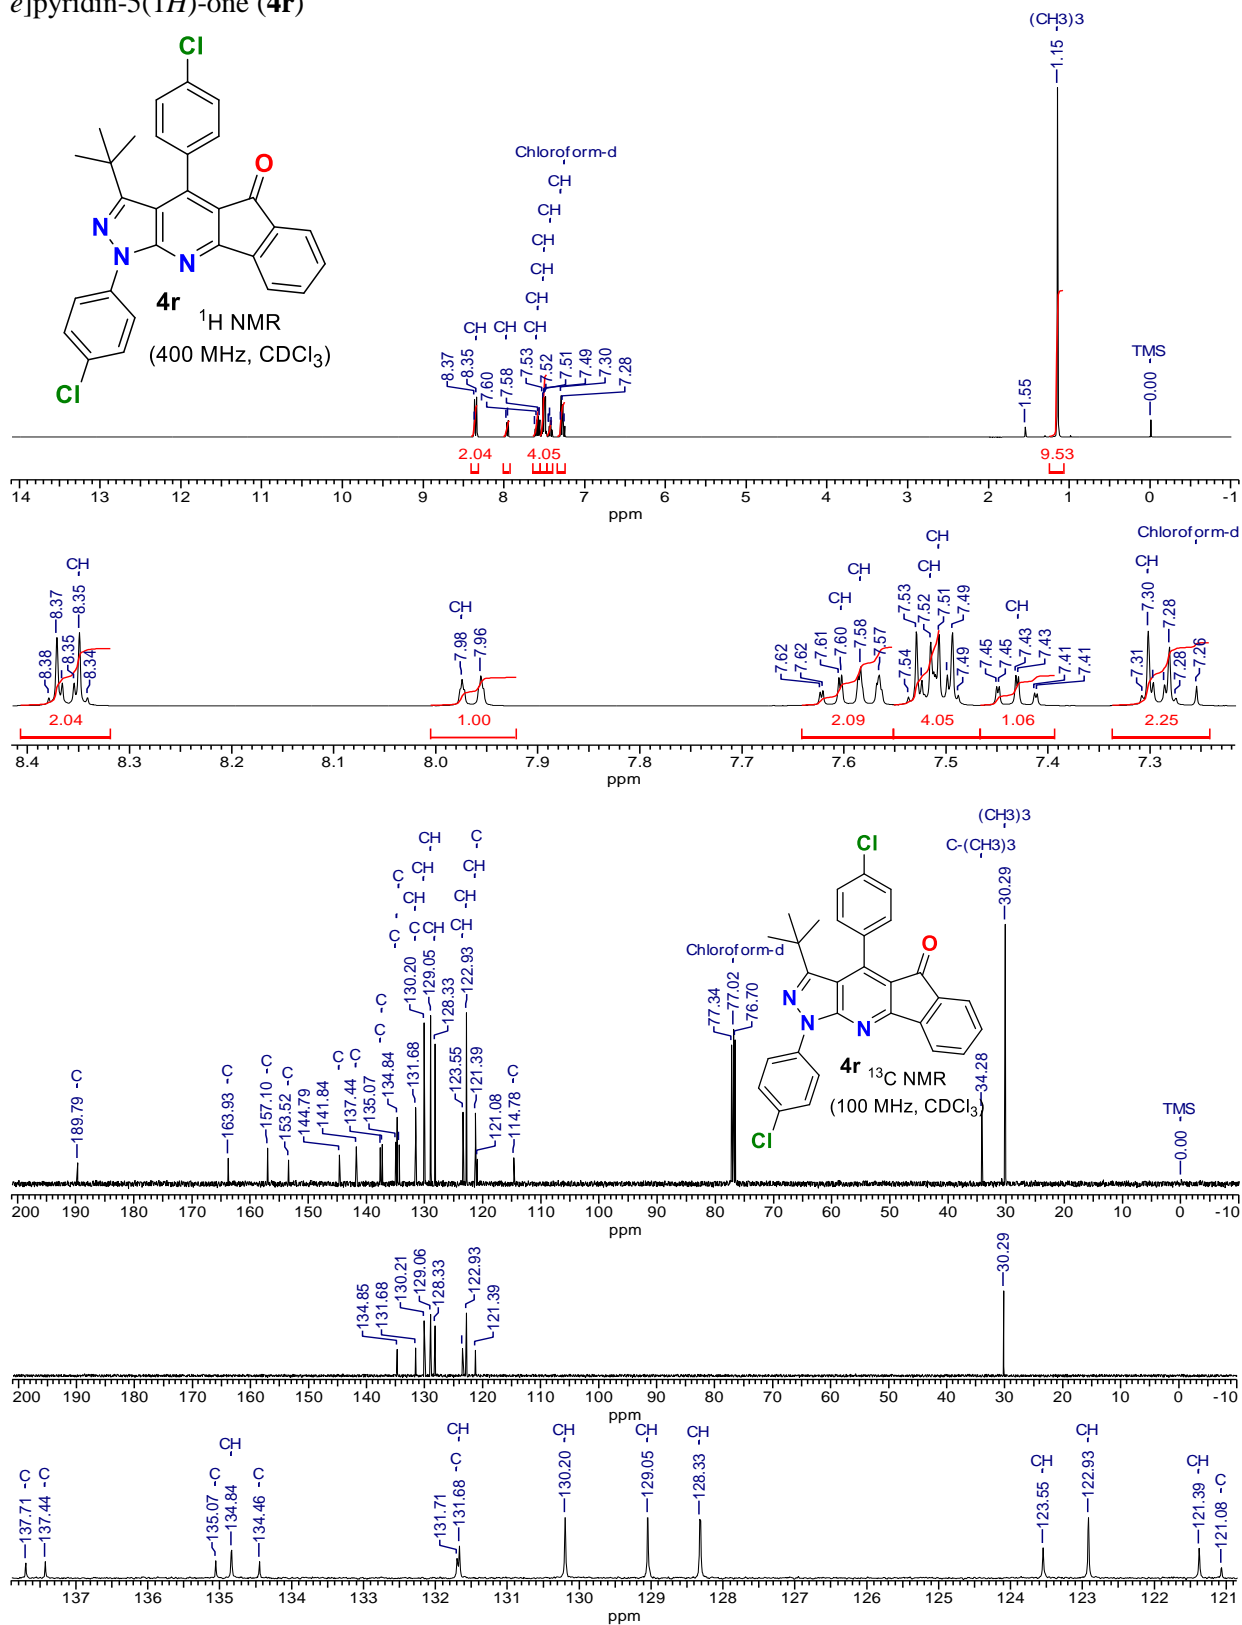 e]pyridin-5(1H)-one (4r)
(CH3)3
1.15
Cl
O
N
N
N
4r
1H NMR
(400 MHz, CDCl3)
Cl
Chloroform-d
CH
CH
CH
CH
CH
CH CH CH
8.37
8.35
7.60
7.58
7.53
7.52
7.51
7.49
7.30
7.28
1.55
TMS
0.00
2.04 4.05 9.53
14 13 12 11 10 9 8 7 6 5 4 3 2 1 0 -1
ppm
CH
CH
CH
CH
CH
CH
CH
CH
Chloroform-d
8.38
8.37
8.35
8.35
8.34
7.98
7.96
7.62
7.62
7.61
7.60
7.58
7.57
7.54
7.53
7.52
7.51
7.49
7.49
7.45
7.45
7.43
7.43
7.41
7.41
7.31
7.30
7.28
7.28
7.26
2.04 1.00 2.09 4.05 1.06 2.25
8.4 8.3 8.2 8.1 8.0 7.9 7.8 7.7 7.6 7.5 7.4 7.3
ppm
(CH3)3
C-(CH3)3
CH C
C CH CH
CH CH
C C CH CH
C
C
C C
C C C C C
189.79
163.93
157.10
153.52
144.79
141.84
137.44
135.07
134.84
131.68
130.20
129.05
128.33
123.55
122.93
121.39
121.08
114.78
Chloroform-d
77.34
77.02
76.70
34.28
30.29
TMS
0.00
Cl
O
N
N
N
4r 13C NMR
(100 MHz, CDCl3)
Cl
200 190 180 170 160 150 140 130 120 110 100 90 80 70 60 50 40 30 20 10 0 -10
ppm
134.85
131.68
130.21
129.06
128.33
122.93
121.39
30.29
200 190 180 170 160 150 140 130 120 110 100 90 80 70 60 50 40 30 20 10 0 -10
ppm
137.71 C
137.44 C
135.07 C
134.84 CH
134.46 C
131.71 C
131.68 CH
130.20 CH
129.05 CH
128.33 CH
123.55 CH
122.93 CH
121.39 CH
121.08 C
137 136 135 134 133 132 131 130 129 128 127 126 125 124 123 122 121
ppm